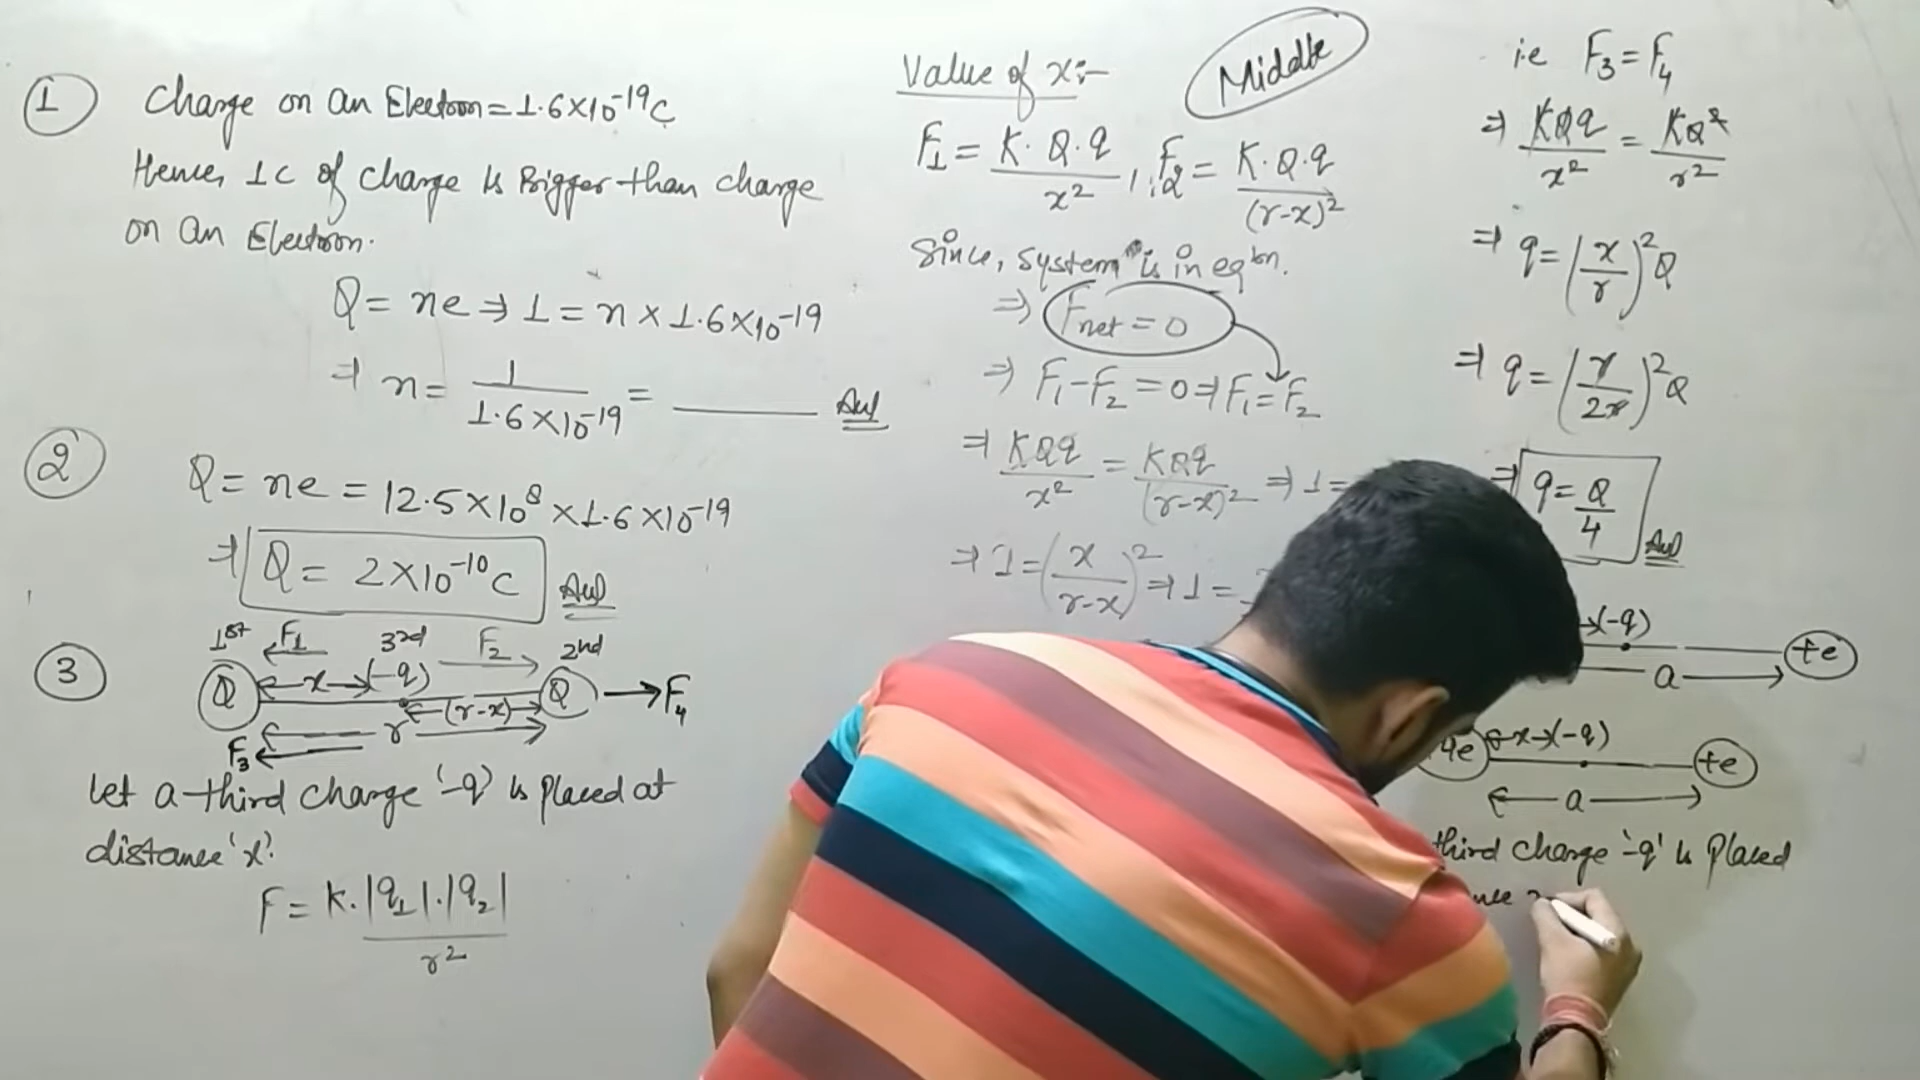 1 Charge on an Electron = 1.6×10⁻¹⁹C
Hence, 1C of charge is Bigger than charge
on an Electron.
Q = ne ⇒ 1 = n × 1.6×10⁻¹⁹
⇒ n = 1 / 1.6×10⁻¹⁹ = ______ Ans
2 Q = ne = 12.5×10⁸ × 1.6×10⁻¹⁹
⇒ Q = 2×10⁻¹⁰C Ans
3 1st F₁ 3rd F₂ 2nd
Q x (-q) (r-x) Q F₄
r
F₃
Let a third charge '-q' is placed at
distance 'x'.
F = K.|q₁|.|q₂| / r²
Value of x:- Middle
F₁ = K.Q.q / x² , F₂ = K.Q.q / (r-x)²
Since, system is in eqbn.
⇒ Fnet = 0
⇒ F₁-F₂ = 0 ⇒ F₁ = F₂
⇒ KQq / x² = KQq / (r-x)² ⇒ 1 =
⇒ 1 = (x / r-x)² ⇒ 1 =
i.e F₃ = F₄
⇒ KQq / x² = KQ² / r²
⇒ q = (x / r)² Q
⇒ q = (r / 2r)² Q
⇒ q = Q / 4 Ans
(-q) +e
a
4e x (-q) +e
a
third charge '-q' is placed